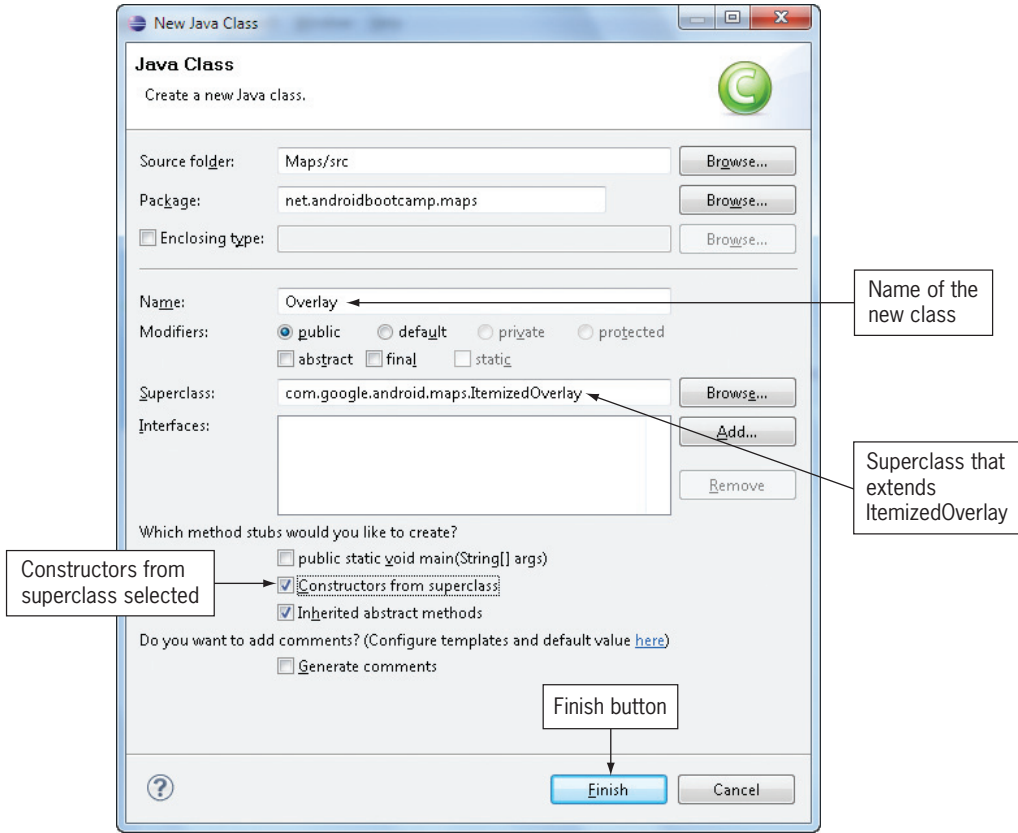 New Java Class
Java Class
Create a new Java class.
Source folder:
Maps/src
Browse...
Package:
net.androidbootcamp.maps
Browse...
Enclosing type:
Browse...
Name:
Overlay
Name of the
new class
Modifiers:
public
default
private
protected
abstract
final
static
Superclass:
com.google.android.maps.ItemizedOverlay
Browse...
Interfaces:
Add...
Superclass that
extends
ItemizedOverlay
Remove
Which method stubs would you like to create?
public static void main(String[] args)
Constructors from
superclass selected
Constructors from superclass
Inherited abstract methods
Do you want to add comments? (Configure templates and default value here)
Generate comments
Finish button
?
Finish
Cancel